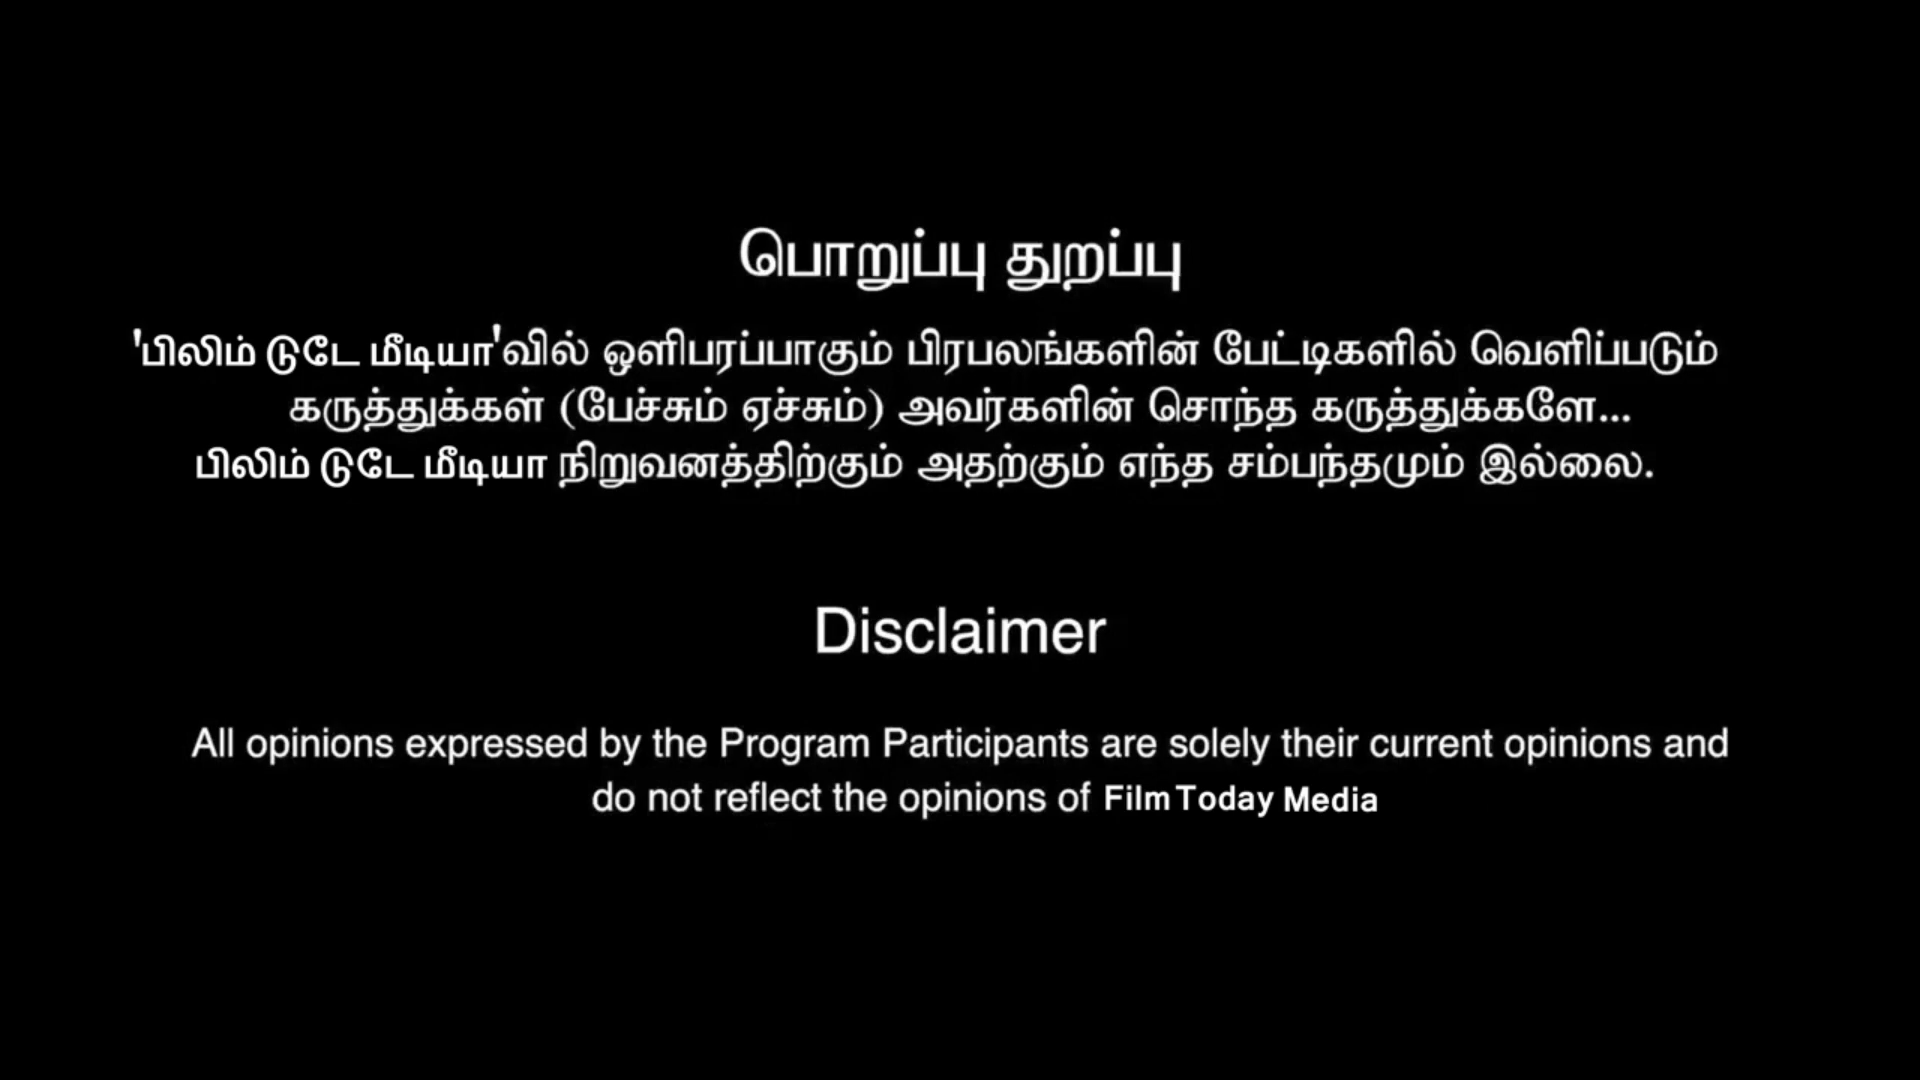 பொறுப்பு துறப்பு
'பிலிம் டுடே மீடியா'வில் ஒளிபரப்பாகும் பிரபலங்களின் பேட்டிகளில் வெளிப்படும்
கருத்துக்கள் (பேச்சும் ஏச்சும்) அவர்களின் சொந்த கருத்துக்களே...
பிலிம் டுடே மீடியா நிறுவனத்திற்கும் அதற்கும் எந்த சம்பந்தமும் இல்லை.
Disclaimer
All opinions expressed by the Program Participants are solely their current opinions and
do not reflect the opinions of Film Today Media